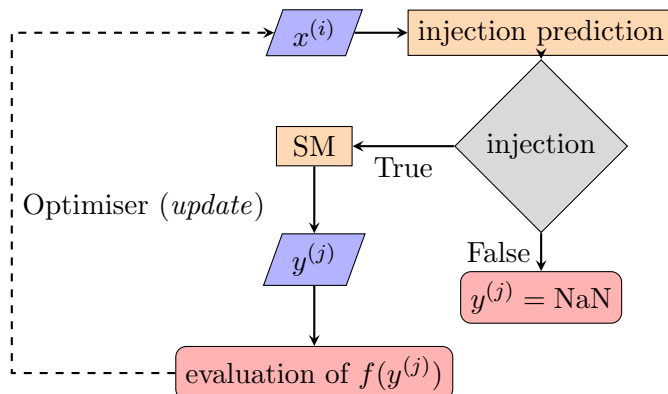 x^{(i)}
injection prediction
injection
SM
True
Optimiser (update)
y^{(j)}
False
y^{(j)} = NaN
evaluation of f(y^{(j)})